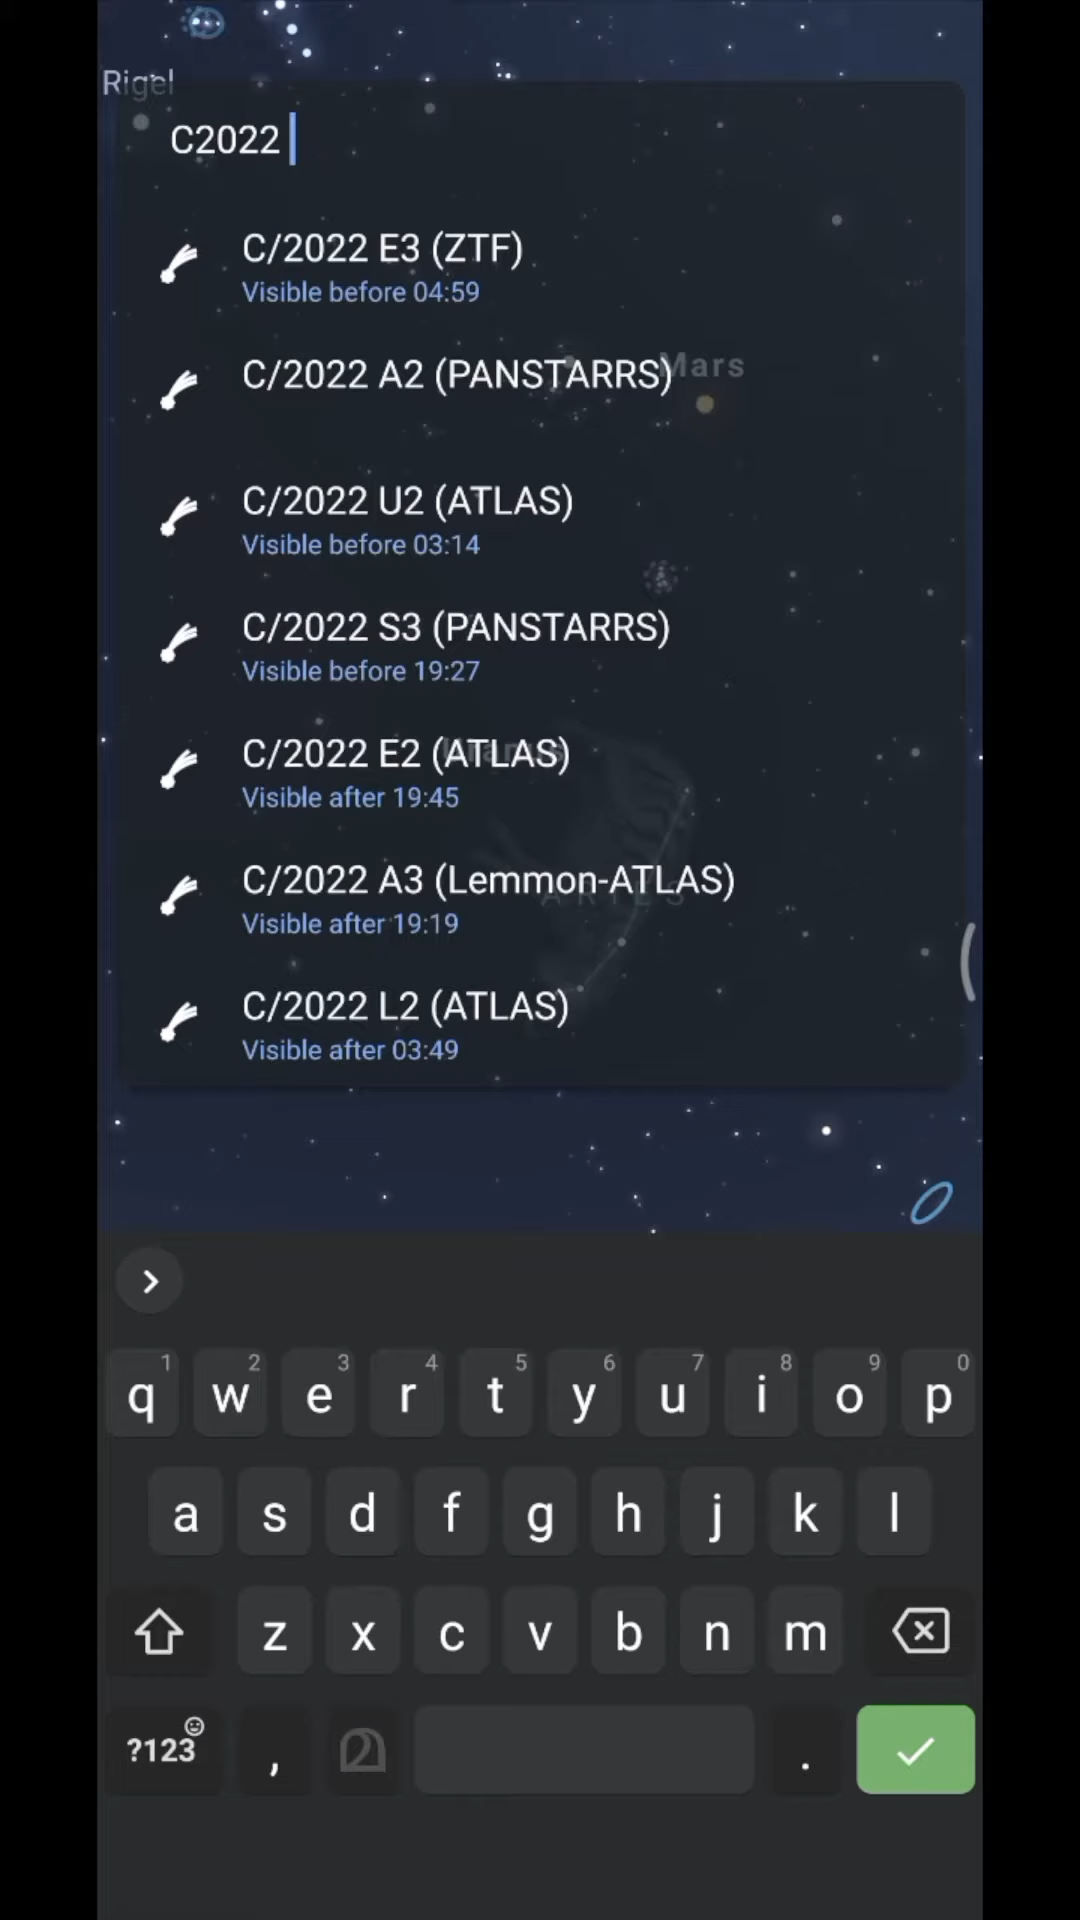 Rigel
C2022
C/2022 E3 (ZTF)
Visible before 04:59
C/2022 A2 (PANSTARRS)
Mars
C/2022 U2 (ATLAS)
Visible before 03:14
C/2022 S3 (PANSTARRS)
Visible before 19:27
C/2022 E2 (ATLAS)
Uranus
Visible after 19:45
C/2022 A3 (Lemmon-ATLAS)
ARIES
Visible after 19:19
C/2022 L2 (ATLAS)
Visible after 03:49
1 2 3 4 5 6 7 8 9 0
q w e r t y u i o p
a s d f g h j k l
z x c v b n m
?123 , മ .